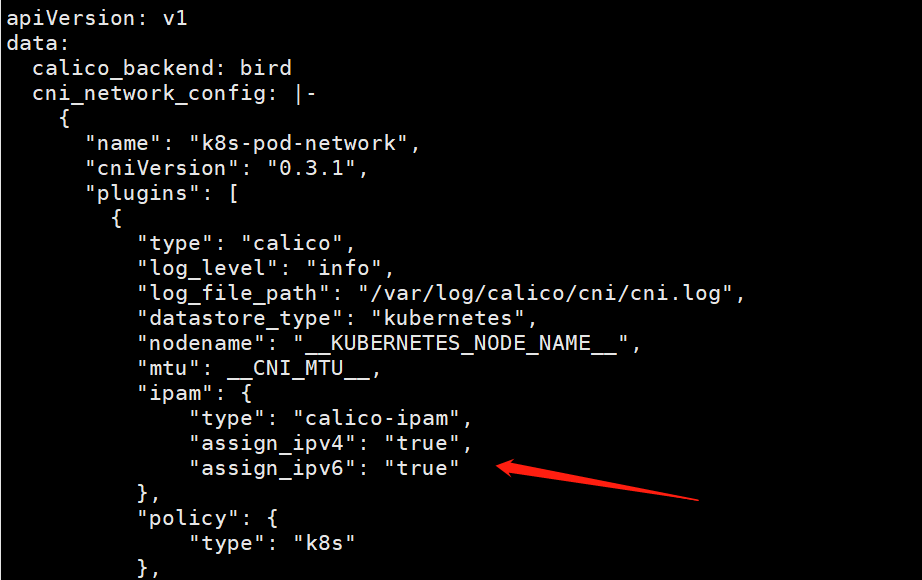 apiVersion: v1
data:
  calico_backend: bird
  cni_network_config: |-
    {
      "name": "k8s-pod-network",
      "cniVersion": "0.3.1",
      "plugins": [
        {
          "type": "calico",
          "log_level": "info",
          "log_file_path": "/var/log/calico/cni/cni.log",
          "datastore_type": "kubernetes",
          "nodename": "__KUBERNETES_NODE_NAME__",
          "mtu": __CNI_MTU__,
          "ipam": {
              "type": "calico-ipam",
              "assign_ipv4": "true",
              "assign_ipv6": "true"
          },
          "policy": {
              "type": "k8s"
          },